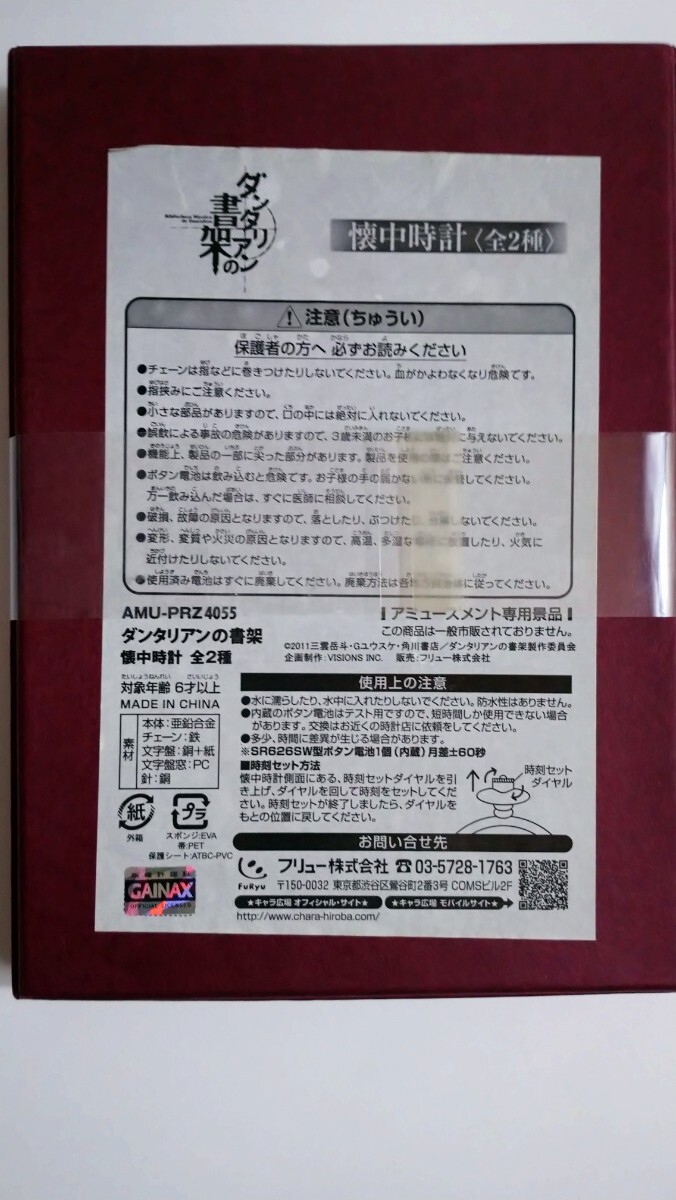 ダンタリアンの書架
懐中時計〈全2種〉
⚠注意(ちゅうい)
保護者の方へ 必ずお読みください
●チェーンは指などに巻きつけたりしないでください。血がかよわなくなり危険です。
●指挟みにご注意ください。
●小さな部品がありますので、口の中には絶対に入れないでください。
●誤飲による事故の危険がありますので、3歳未満のお子様には絶対に与えないでください。
●機能上、製品の一部に尖った部分があります。製品を使用の際はご注意ください。
●ボタン電池は飲み込むと危険です。お子様の手の届かない
万一飲み込んだ場合は、すぐに医師に相談してください。
●破損、故障の原因となりますので、落としたり、ぶつけたり、分解しないでください。
●変形、変質や火災の原因となりますので、高温、多湿な場所に放置したり、火気に
近付けたりしないでください。
●使用済み電池はすぐに廃棄してください。廃棄方法は各地方自治体に従ってください。
AMU-PRZ4055
ダンタリアンの書架
懐中時計 全2種
対象年齢 6才以上
MADE IN CHINA
アミューズメント専用景品
この商品は一般市販されておりません。
©2011三雲岳斗・Gユウスケ・角川書店/ダンタリアンの書架製作委員会
企画制作:VISIONS INC. 販売:フリュー株式会社
素材
本体:亜鉛合金
チェーン:鉄
文字盤:銅+紙
文字盤窓:PC
針:銅
紙
外箱
プラ
スポンジ:EVA
帯:PET
保護シート:ATBC-PVC
GAINAX
OFFICIAL LICENSED
使用上の注意
●水に濡らしたり、水中に入れたりしないでください。防水性はありません。
●内蔵のボタン電池はテスト用ですので、短時間しか使用できない場合
があります。交換はお近くの時計店に依頼をしてください。
●多少、時間に差異が生じる場合があります。
※SR626SW型ボタン電池1個(内蔵)月差±60秒
■時刻セット方法
懐中時計側面にある、時刻セットダイヤルを引
き上げ、ダイヤルを回して時刻をセットしてくだ
さい。時刻セットが終了しましたら、ダイヤルを
もとの位置に戻してください。
時刻セット
ダイヤル
お問い合せ先
FURYU
フリュー株式会社 ☎03-5728-1763
〒150-0032 東京都渋谷区鶯谷町2番3号 COMSビル2F
★キャラ広場 オフィシャル・サイト★
★キャラ広場 モバイルサイト★
http://www.chara-hiroba.com/